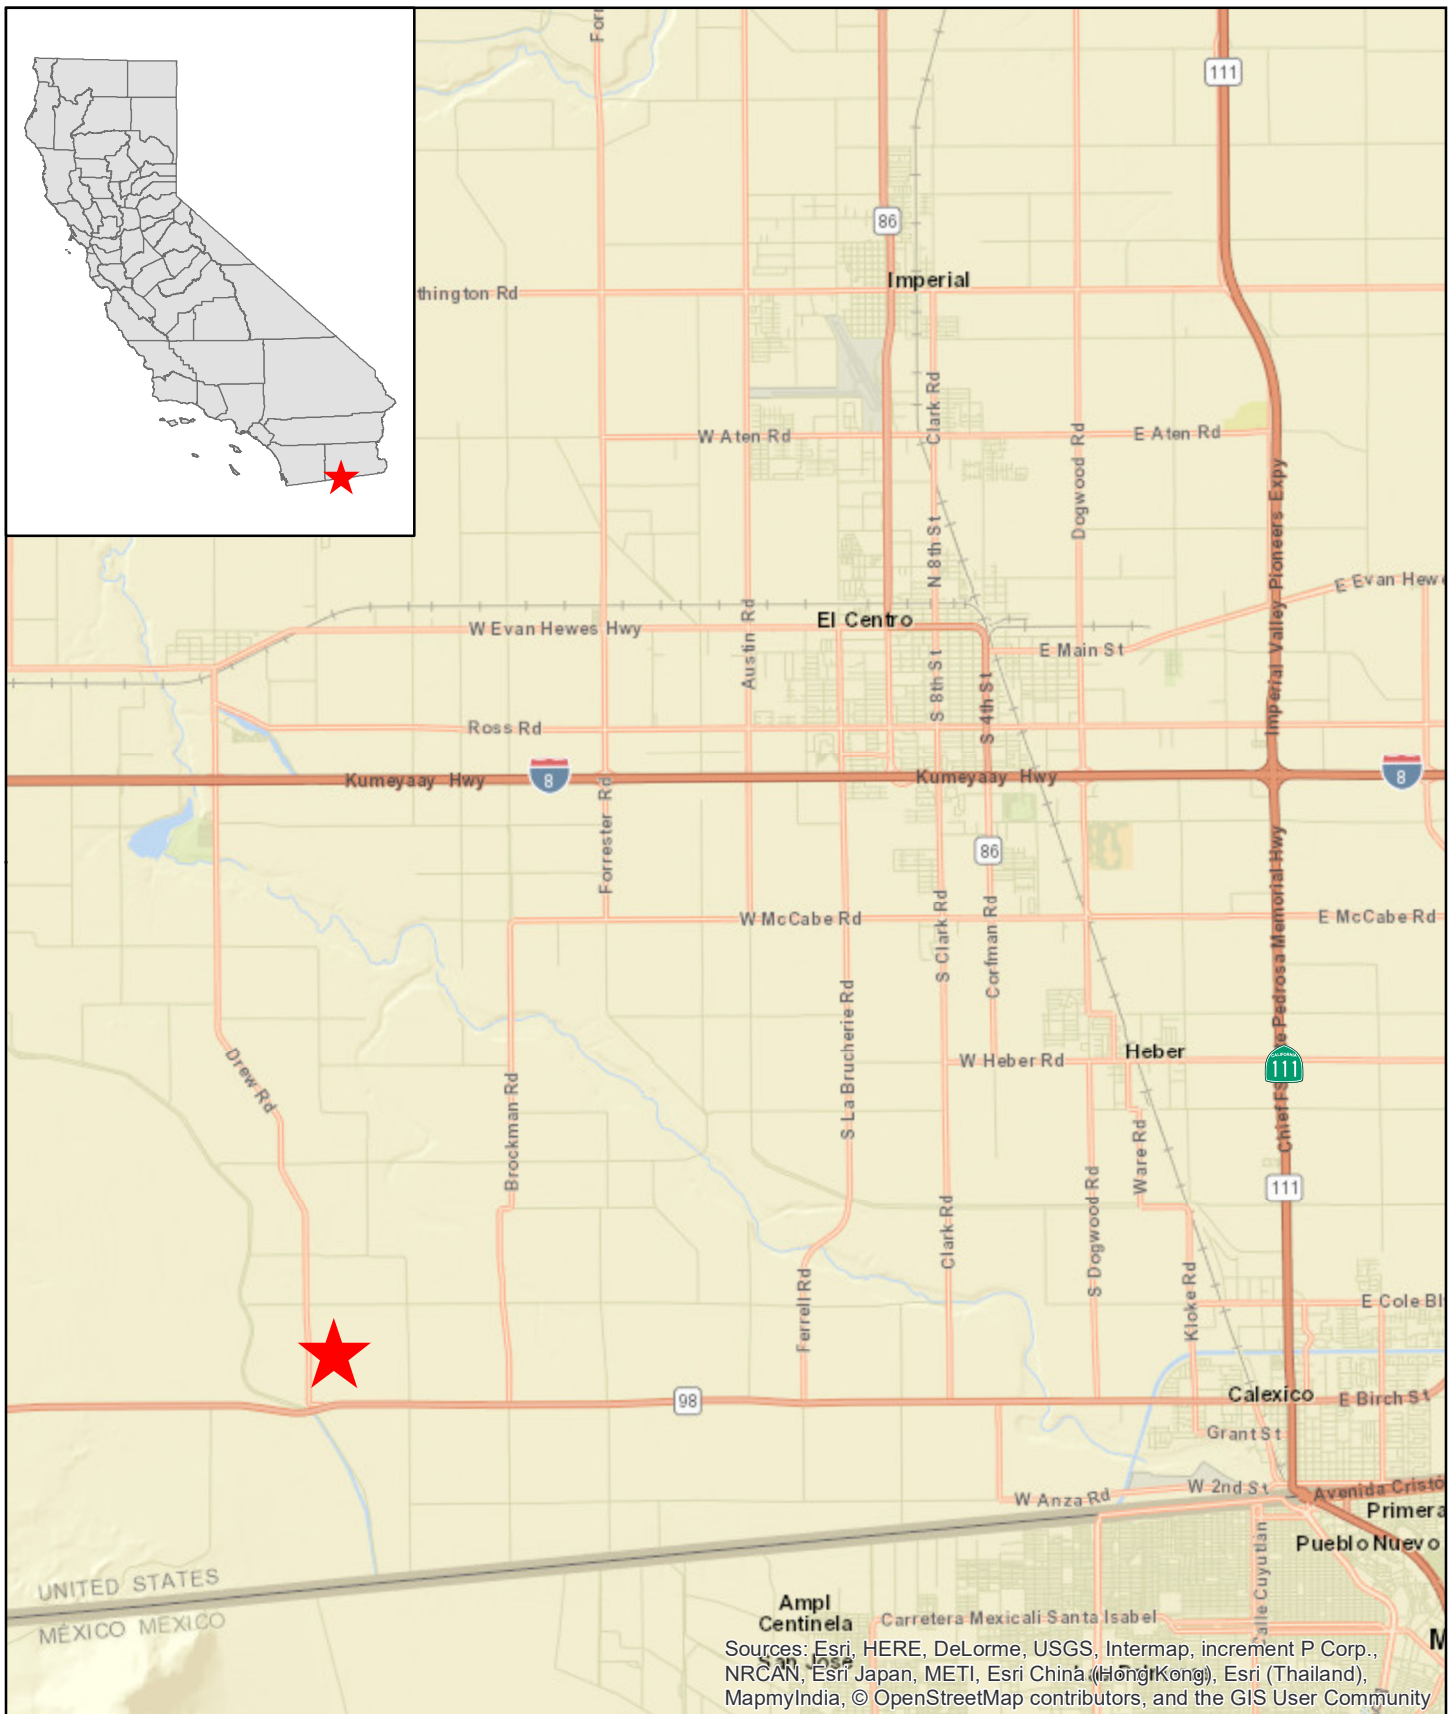 111
86
Imperial
thington Rd
Clark Rd
W Aten Rd
E Aten Rd
Dogwood Rd
Imperial Valley Pioneers Expy
N 8th St
E Evan Hew
Austin Rd
El Centro
W Evan Hewes Hwy
E Main St
S 8th St
S 4th St
Ross Rd
Kumeyaay Hwy
8
Kumeyaay Hwy
8
Forrester Rd
86
W McCabe Rd
E McCabe Rd
S Clark Rd
Corfman Rd
S La Brucherie Rd
Drew Rd
W Heber Rd
Heber
CALIFORNIA
111
Brockman Rd
Ware Rd
S Dogwood Rd
111
Clark Rd
Ferrell Rd
Kloke Rd
E Cole Bl
98
Calexico
E Birch St
Grant St
W Anza Rd
W 2nd St
Avenida Cristó
Primera
Pueblo Nuevo
UNITED STATES
MÉXICO MEXICO
Ampl
Centinela
Carretera Mexicali Santa Isabel
San José
Sources: Esri, HERE, DeLorme, USGS, Intermap, increment P Corp.,
NRCAN, Esri Japan, METI, Esri China (Hong Kong), Esri (Thailand),
MapmyIndia, © OpenStreetMap contributors, and the GIS User Community